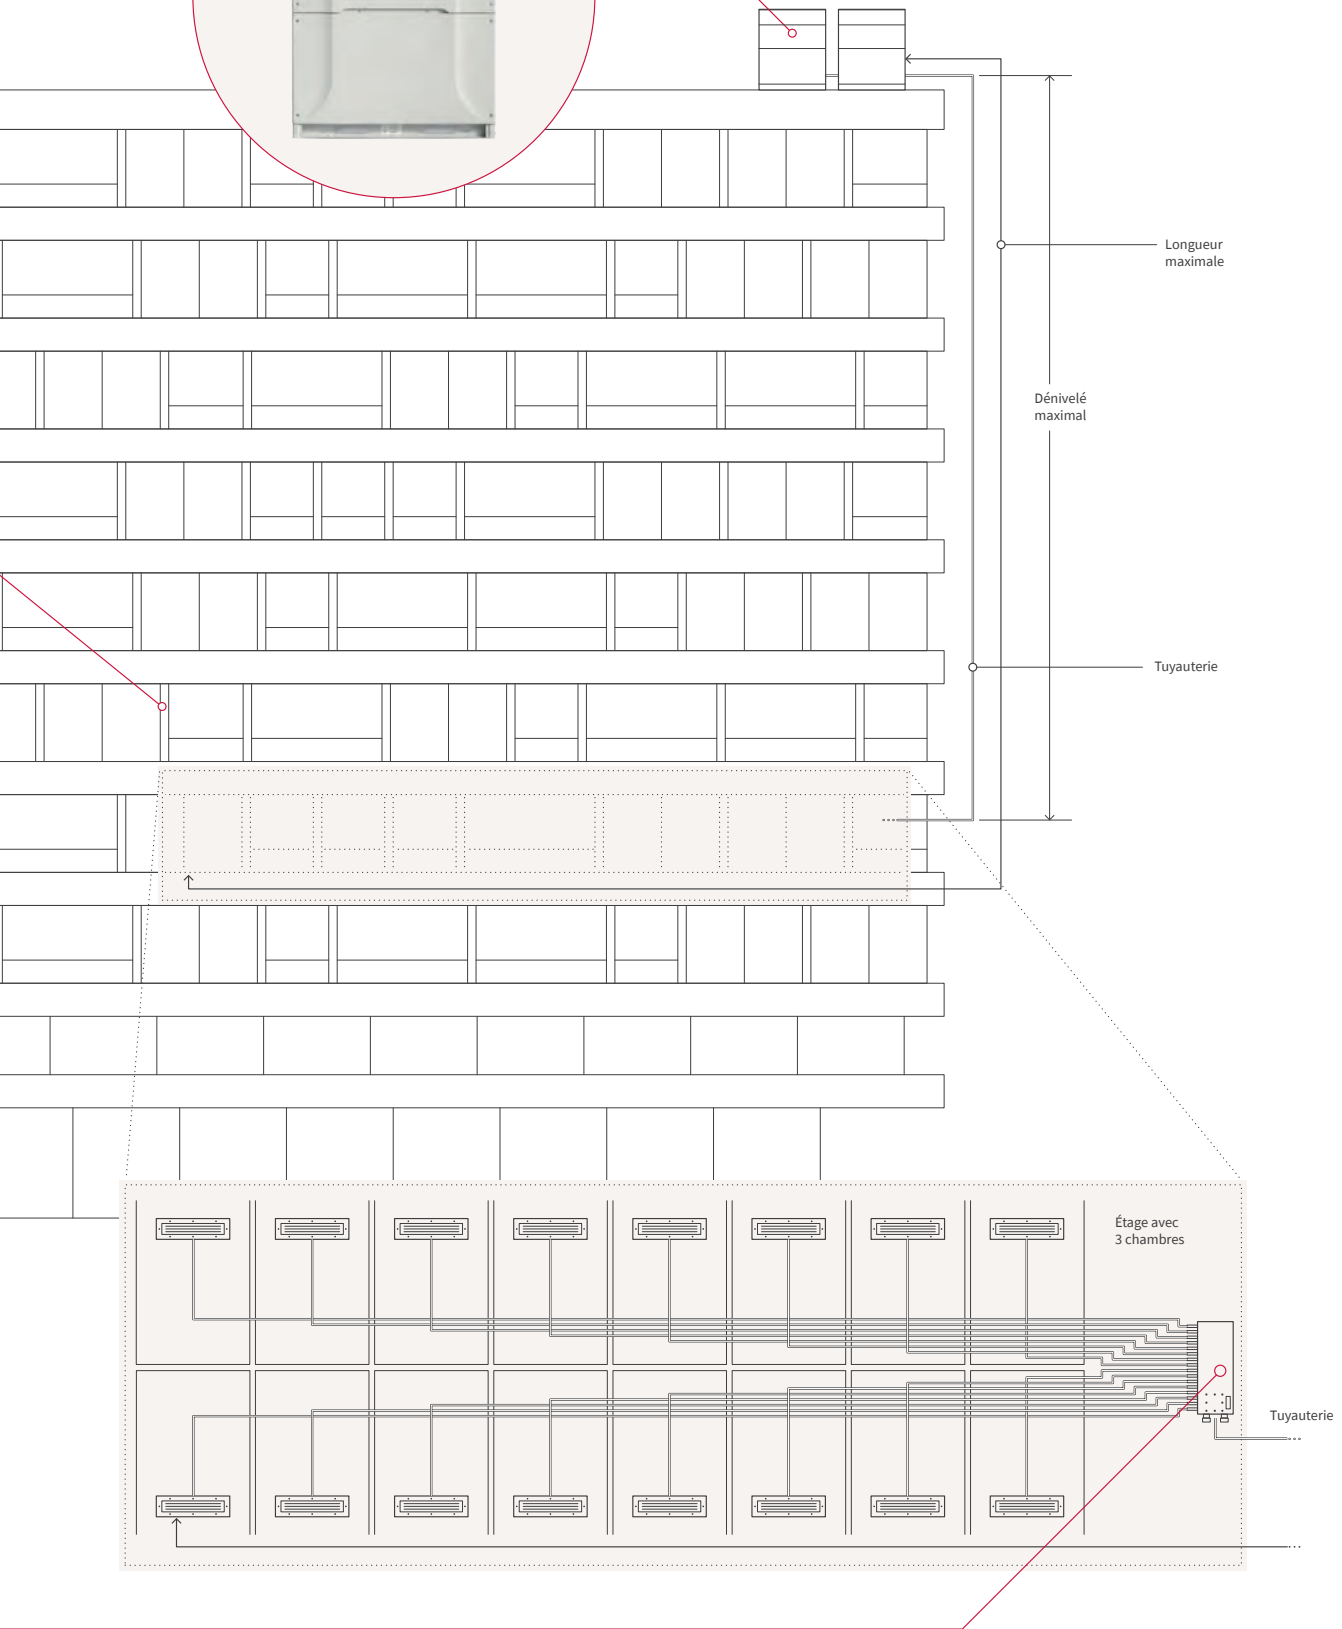 Longueur
maximale
Dénivelé
maximal
Tuyauterie
Étage avec
3 chambres
Tuyauterie